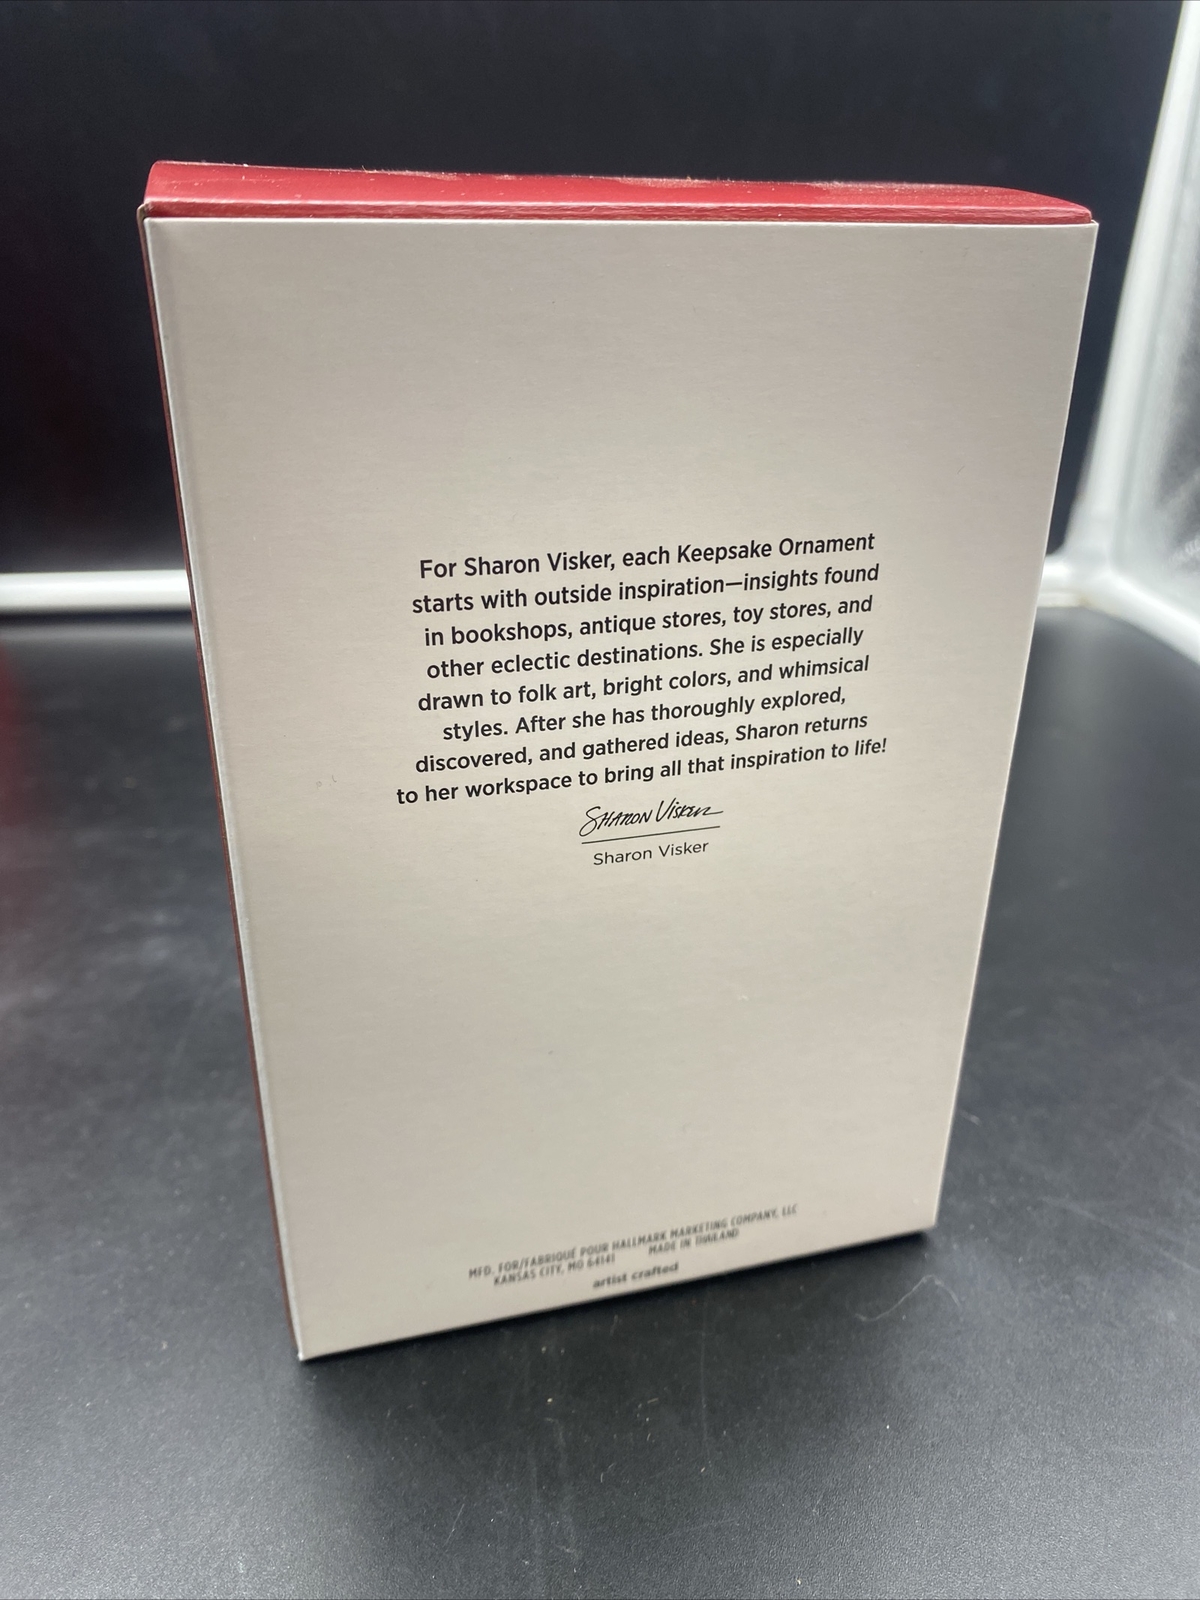 For Sharon Visker, each Keepsake Ornament
starts with outside inspiration—insights found
in bookshops, antique stores, toy stores, and
other eclectic destinations. She is especially
drawn to folk art, bright colors, and whimsical
styles. After she has thoroughly explored,
discovered, and gathered ideas, Sharon returns
to her workspace to bring all that inspiration to life!
Sharon Visker
Sharon Visker
MFD. FOR/FABRIQUÉ POUR HALLMARK MARKETING COMPANY, LLC
KANSAS CITY, MO 64141 MADE IN THAILAND
artist crafted